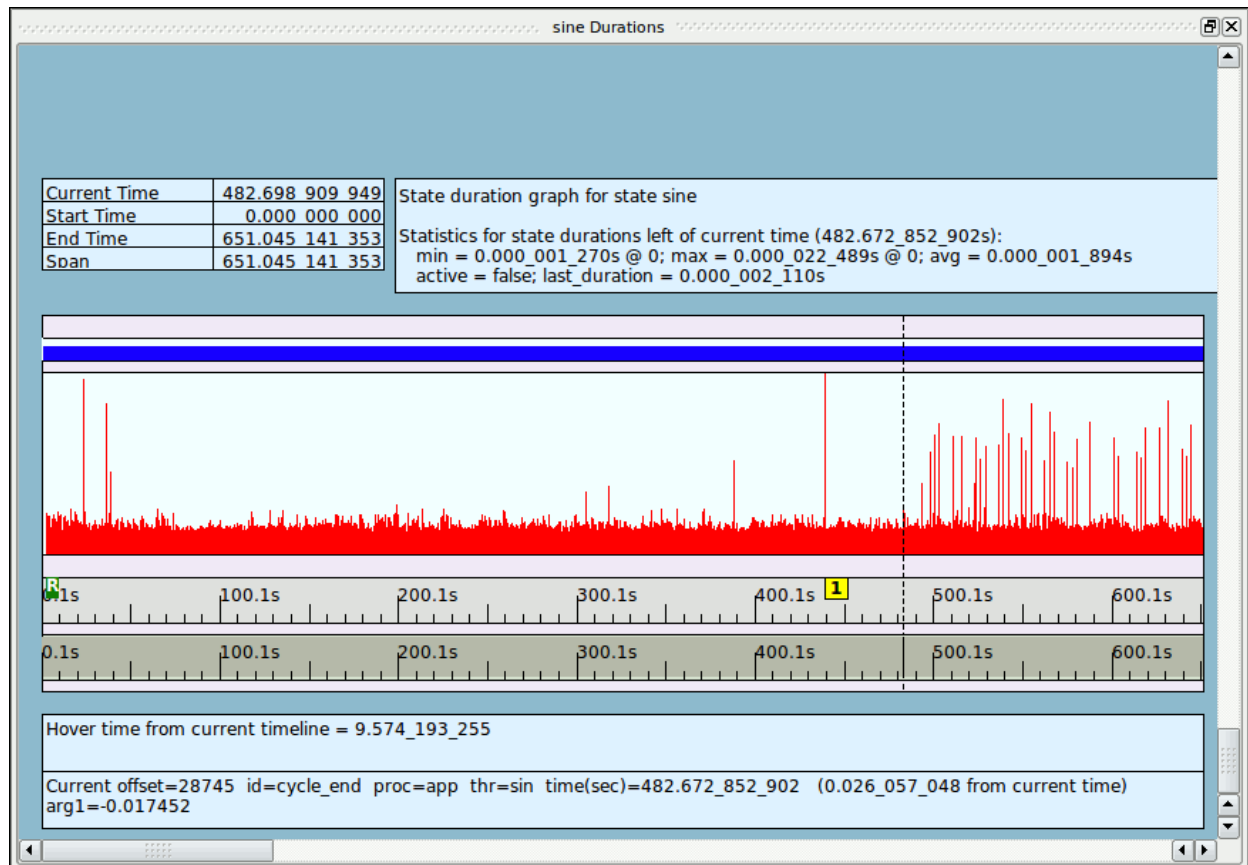 sine Durations
Current Time 482.698 909 949
Start Time 0.000 000 000
End Time 651.045 141 353
Span 651.045 141 353
State duration graph for state sine
Statistics for state durations left of current time (482.672_852_902s):
min = 0.000_001_270s @ 0; max = 0.000_022_489s @ 0; avg = 0.000_001_894s
active = false; last_duration = 0.000_002_110s
R 1
0.1s 100.1s 200.1s 300.1s 400.1s 500.1s 600.1s
0.1s 100.1s 200.1s 300.1s 400.1s 500.1s 600.1s
Hover time from current timeline = 9.574_193_255
Current offset=28745 id=cycle_end proc=app thr=sin time(sec)=482.672_852_902 (0.026_057_048 from current time)
arg1=-0.017452